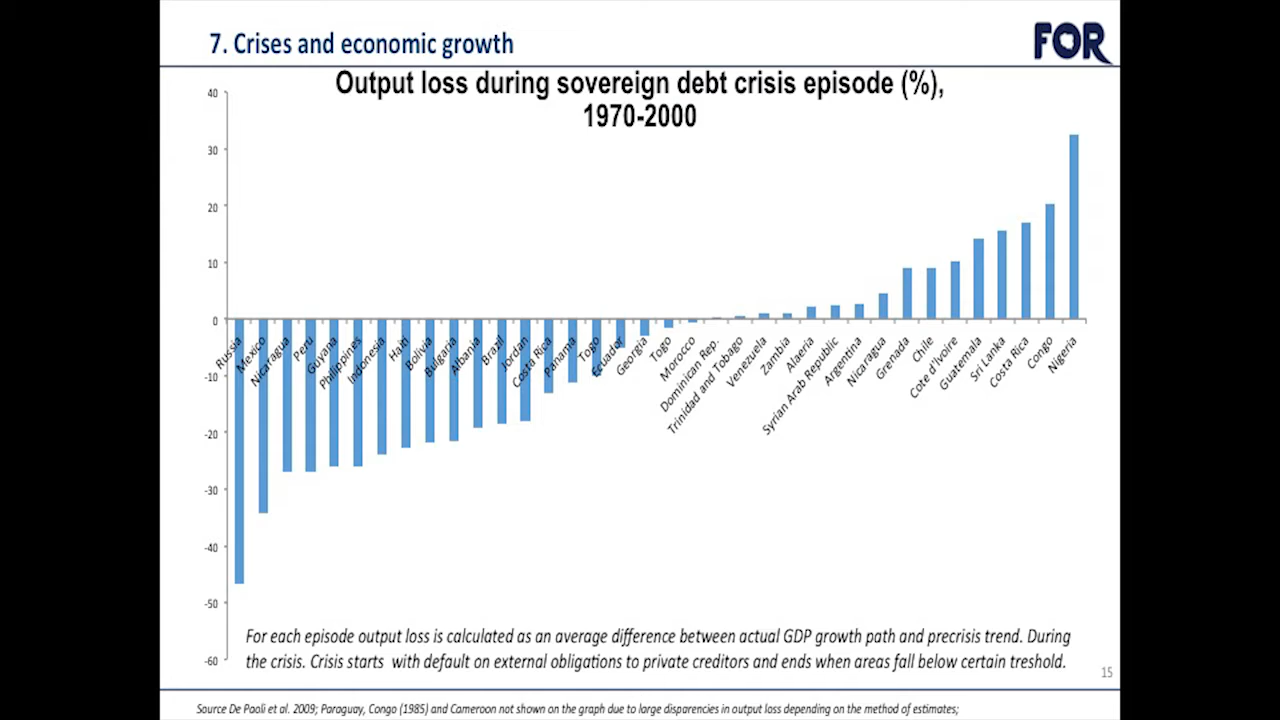 7. Crises and economic growth
FOR
Output loss during sovereign debt crisis episode (%),
1970-2000
40
30
20
10
0
-10
-20
-30
-40
-50
-60
Russia
Mexico
Nicaragua
Peru
Guyana
Philippines
Indonesia
Haiti
Bolivia
Bulgaria
Albania
Brazil
Jordan
Costa Rica
Panama
Togo
Ecuador
Georgia
Togo
Morocco
Dominican Rep.
Trinidad and Tobago
Venezuela
Zambia
Alaeria
Syrian Arab Republic
Argentina
Nicaragua
Grenada
Chile
Cote d'Ivoire
Guatemala
Sri Lanka
Costa Rica
Congo
Nigeria
For each episode output loss is calculated as an average difference between actual GDP growth path and precrisis trend. During
the crisis. Crisis starts with default on external obligations to private creditors and ends when areas fall below certain treshold.
15
Source De Paoli et al. 2009; Paraguay, Congo (1985) and Cameroon not shown on the graph due to large disparencies in output loss depending on the method of estimates;